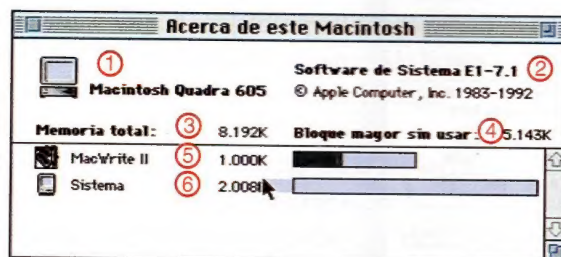 Acerca de este Macintosh
① Software de Sistema E1-7.1 ②
Macintosh Quadra 605 © Apple Computer, Inc. 1983-1992
Memoria total: ③ 8.192K Bloque mayor sin usar: ④ 5.143K
MacWrite II ⑤ 1.000K
Sistema ⑥ 2.008K